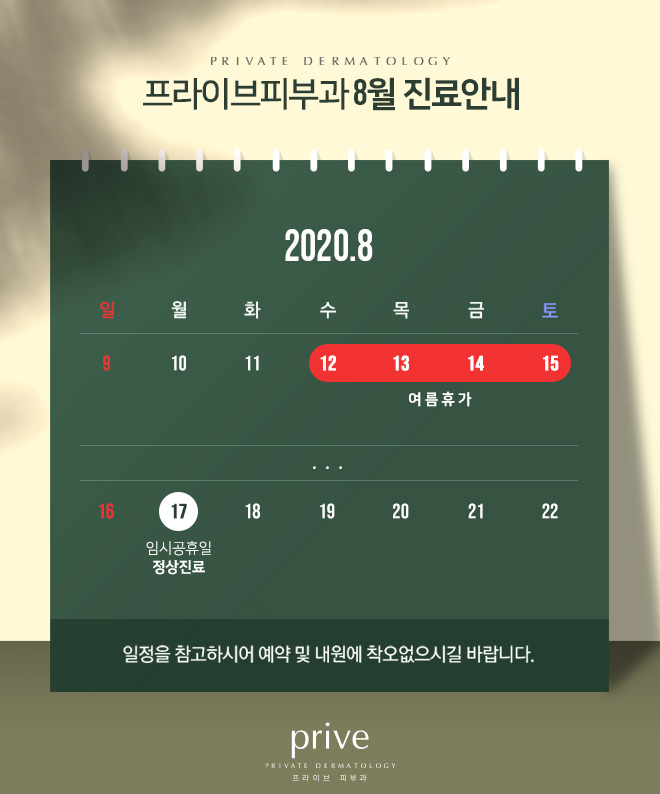 PRIVATE DERMATOLOGY
프라이브피부과 8월 진료안내
2020.8
일 월 화 수 목 금 토
9 10 11 12 13 14 15
여름휴가
...
16 17 18 19 20 21 22
임시공휴일
정상진료
일정을 참고하시어 예약 및 내원에 착오없으시길 바랍니다.
prive
PRIVATE DERMATOLOGY
프라이브 피부과